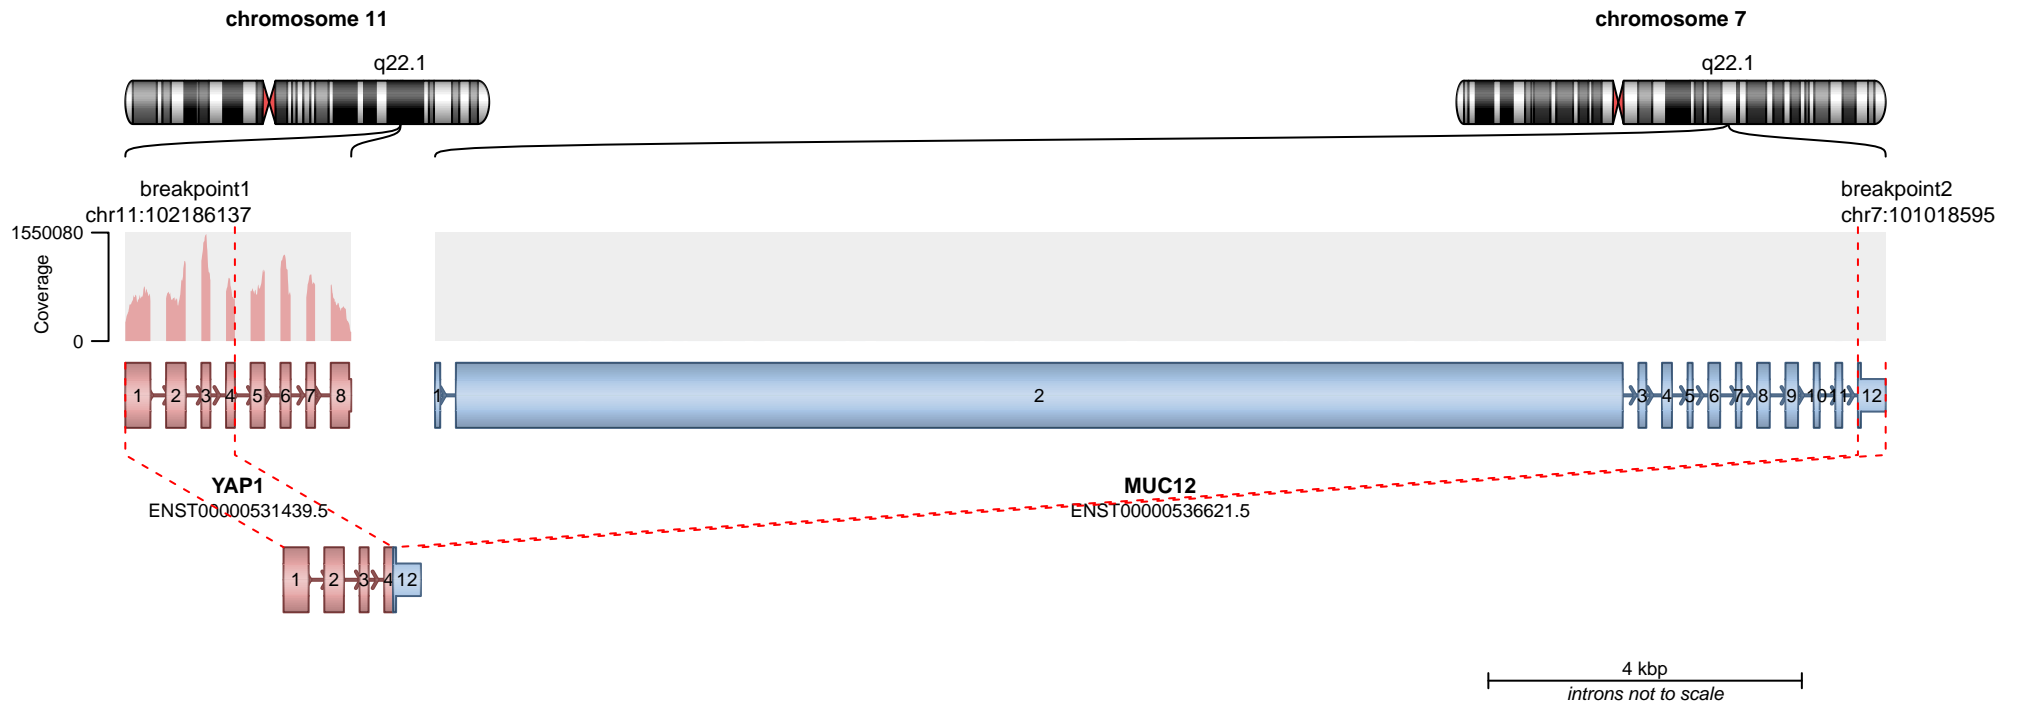 chromosome 11
chromosome 7
q22.1
q22.1
breakpoint1
chr11:102186137
breakpoint2
chr7:101018595
1550080
Coverage
0
1 2 3 4 5 6 7 8
1 2 3 4 5 6 7 8 9 10 11 12
YAP1
ENST00000531439.5
MUC12
ENST00000536621.5
1 2 3 4 12
4 kbp
introns not to scale